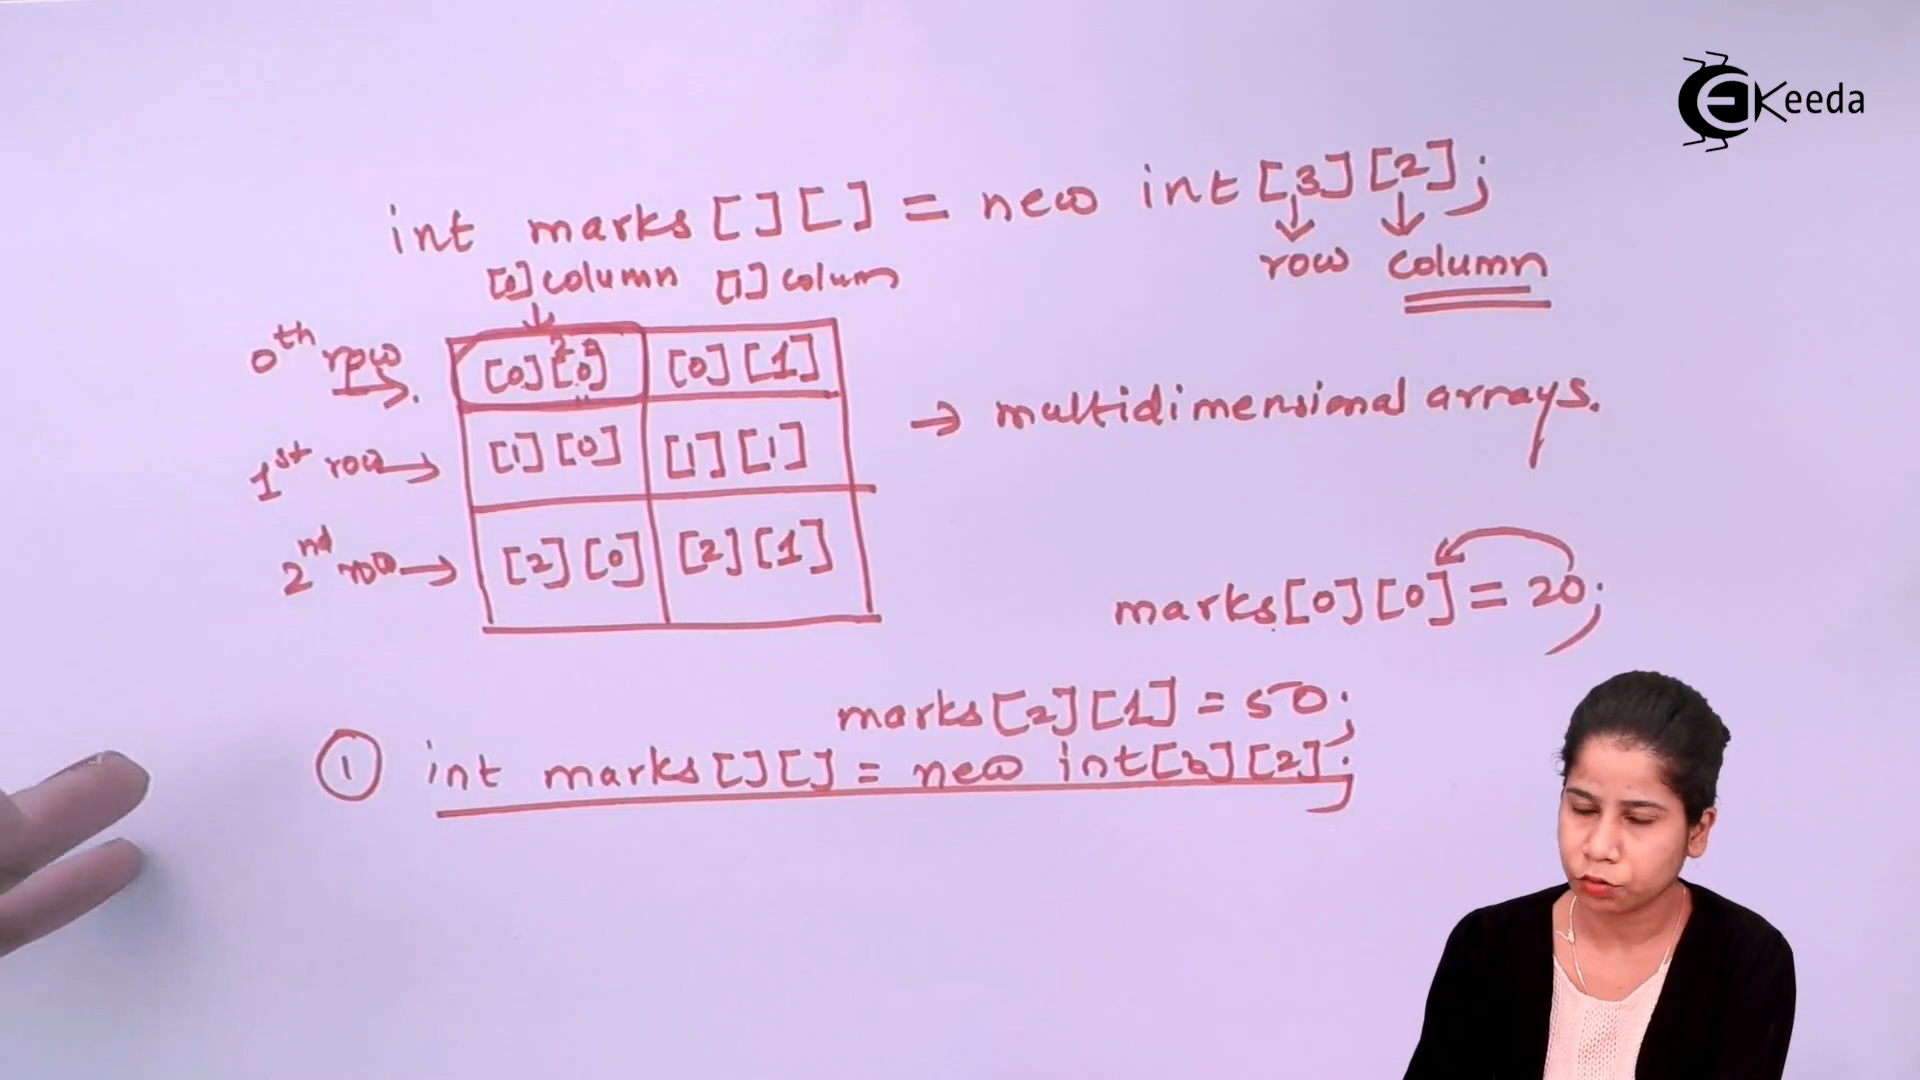 EKeeda
int marks[][] = new int[3][2];
row column
[0] column [1] column
0th row [0][0] [0][1]
→ multidimensional arrays.
1st row → [1][0] [1][1]
2nd row → [2][0] [2][1]
marks[0][0] = 20;
marks[2][1] = 50;
① int marks[][] = new int[3][2];